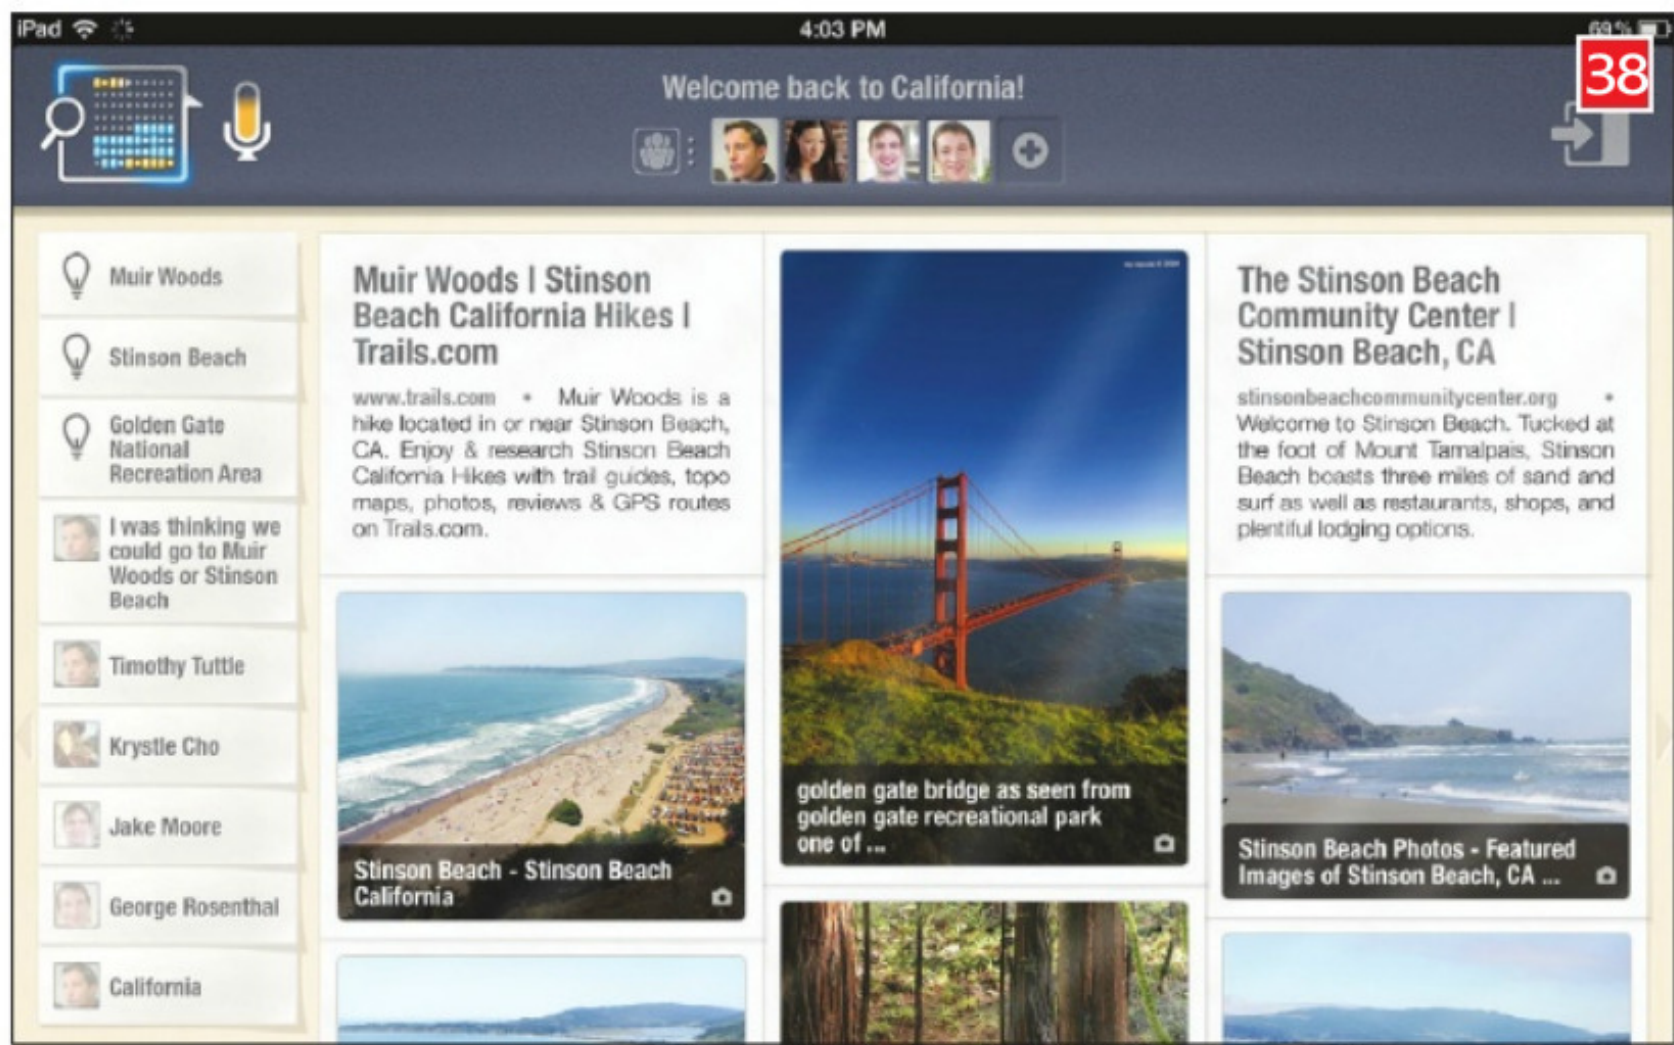 iPad
4:03 PM
69%
38
Welcome back to California!
Muir Woods
Stinson Beach
Golden Gate
National
Recreation Area
I was thinking we
could go to Muir
Woods or Stinson
Beach
Timothy Tuttle
Krystle Cho
Jake Moore
George Rosenthal
California
Muir Woods | Stinson
Beach California Hikes |
Trails.com
www.trails.com • Muir Woods is a
hike located in or near Stinson Beach,
CA. Enjoy & research Stinson Beach
California Hikes with trail guides, topo
maps, photos, reviews & GPS routes
on Trails.com.
Stinson Beach - Stinson Beach
California
golden gate bridge as seen from
golden gate recreational park
one of ...
The Stinson Beach
Community Center |
Stinson Beach, CA
stinsonbeachcommunitycenter.org •
Welcome to Stinson Beach. Tucked at
the foot of Mount Tamalpais, Stinson
Beach boasts three miles of sand and
surf as well as restaurants, shops, and
plentiful lodging options.
Stinson Beach Photos - Featured
Images of Stinson Beach, CA ...